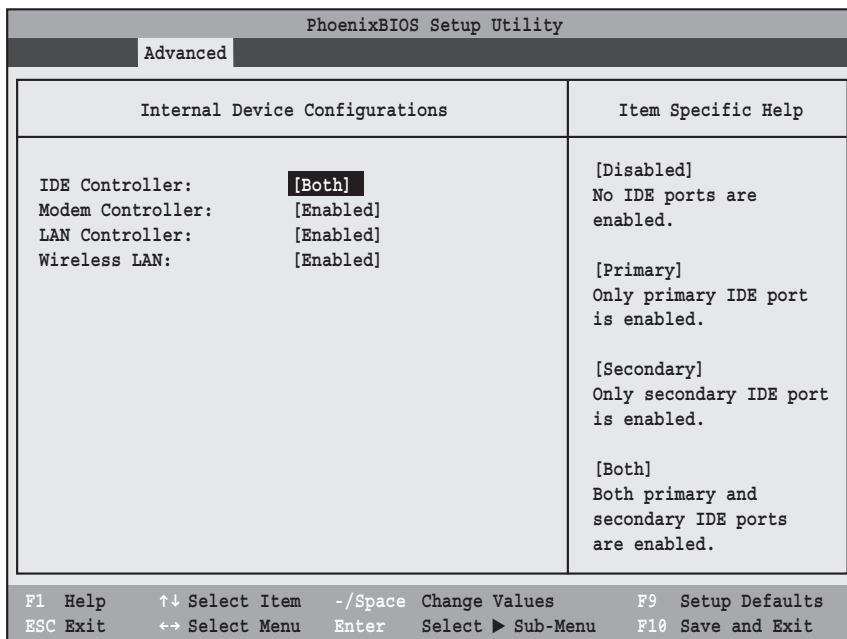 PhoenixBIOS Setup Utility
Advanced
Internal Device Configurations
IDE Controller: [Both]
Modem Controller: [Enabled]
LAN Controller: [Enabled]
Wireless LAN: [Enabled]
Item Specific Help
[Disabled]
No IDE ports are
enabled.
[Primary]
Only primary IDE port
is enabled.
[Secondary]
Only secondary IDE port
is enabled.
[Both]
Both primary and
secondary IDE ports
are enabled.
F1 Help ↑↓ Select Item -/Space Change Values F9 Setup Defaults
ESC Exit ←→ Select Menu Enter Select ▶ Sub-Menu F10 Save and Exit